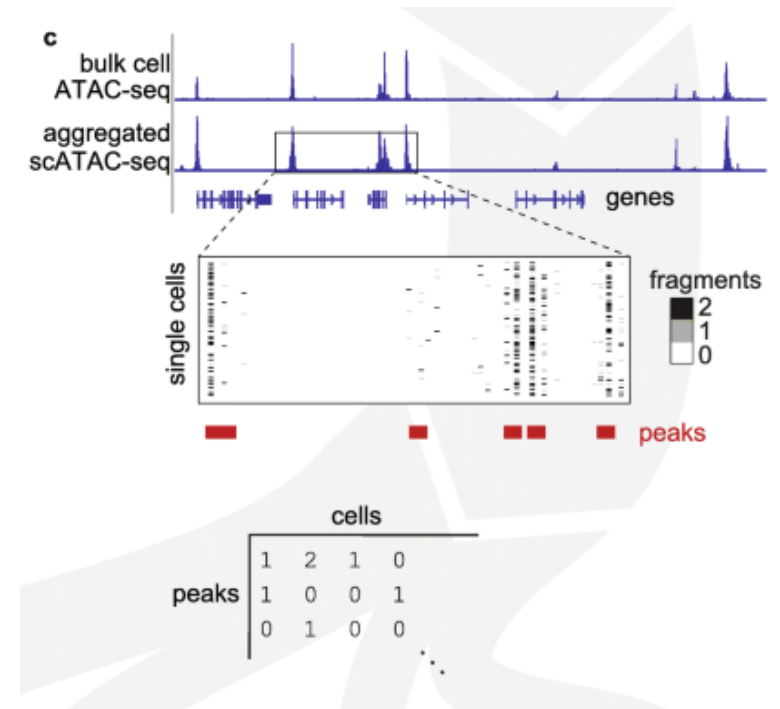 c
bulk cell
ATAC-seq
aggregated
scATAC-seq
genes
single cells
fragments
2
1
0
peaks
cells
peaks
1 2 1 0
1 0 0 1
0 1 0 0